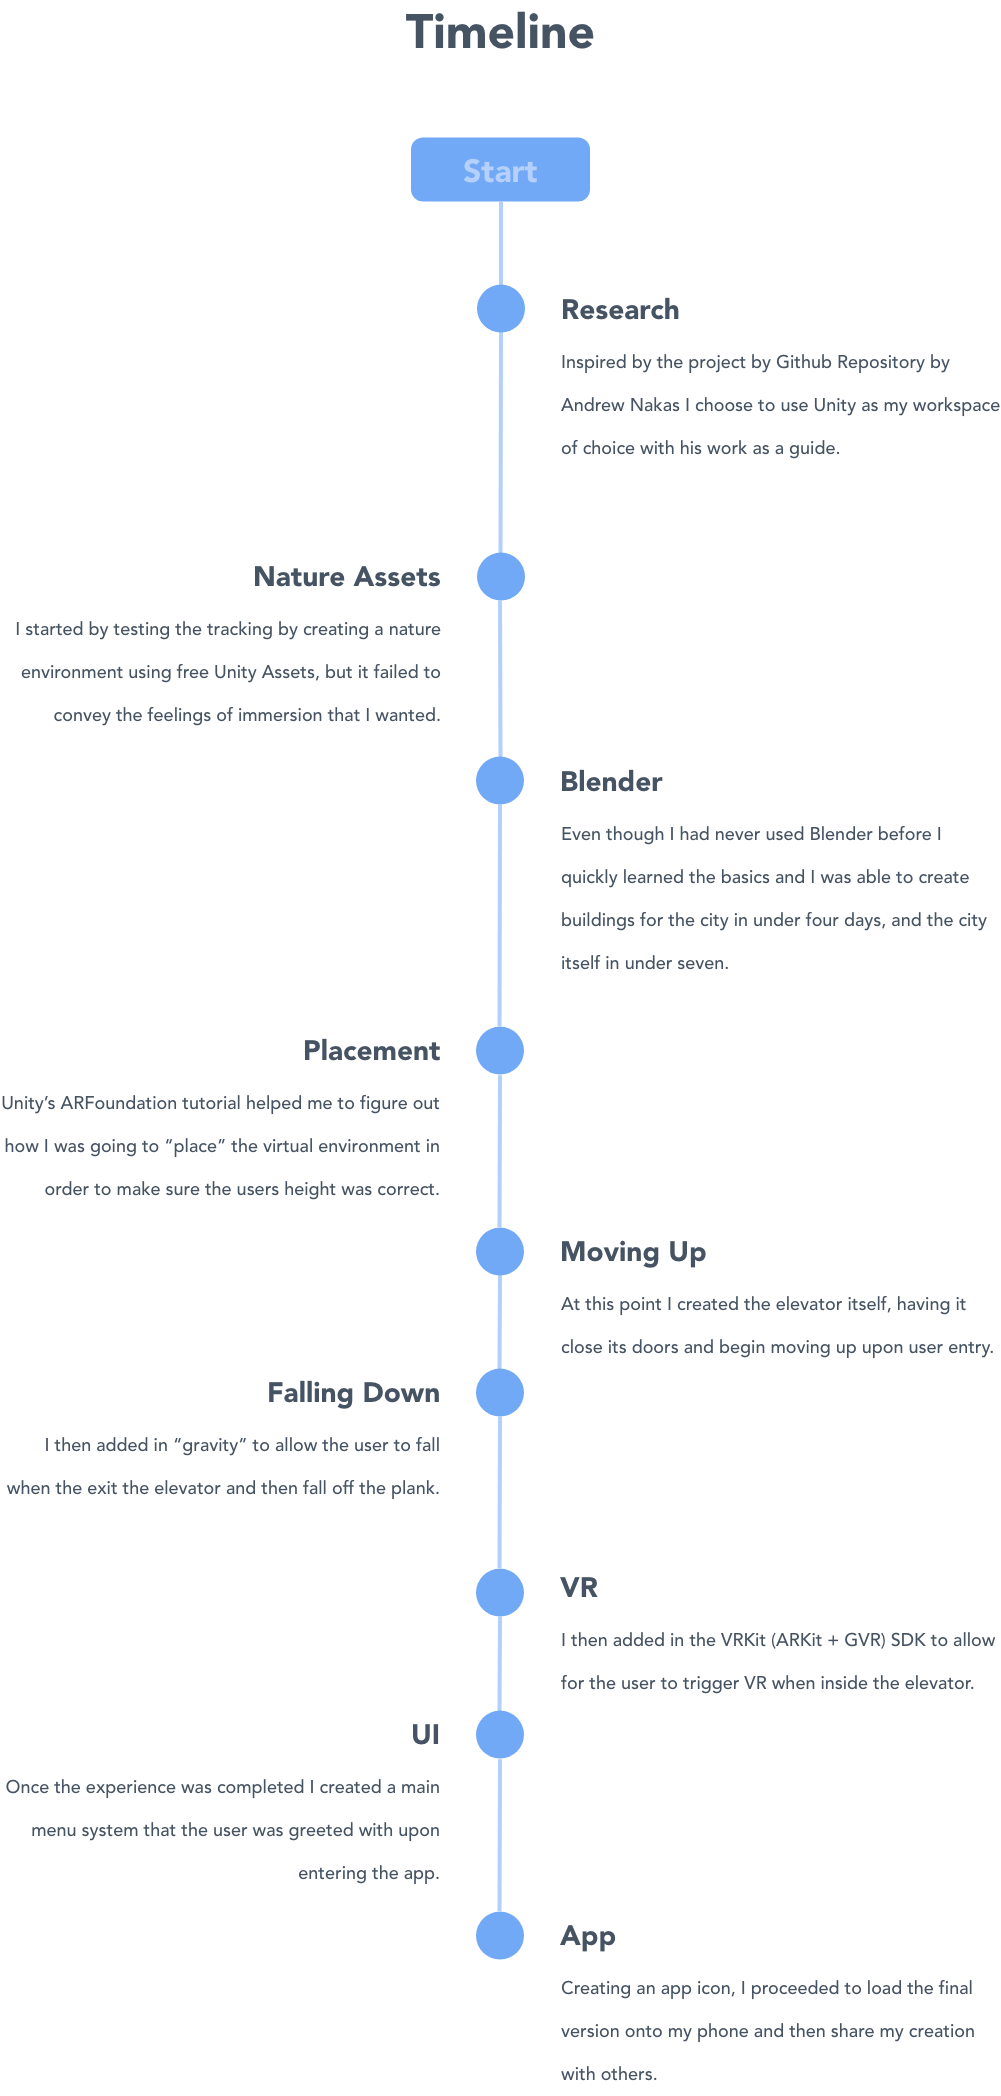 Timeline
Start
Research
Inspired by the project by Github Repository by
Andrew Nakas I choose to use Unity as my workspace
of choice with his work as a guide.
Nature Assets
I started by testing the tracking by creating a nature
environment using free Unity Assets, but it failed to
convey the feelings of immersion that I wanted.
Blender
Even though I had never used Blender before I
quickly learned the basics and I was able to create
buildings for the city in under four days, and the city
itself in under seven.
Placement
Unity’s ARFoundation tutorial helped me to figure out
how I was going to “place” the virtual environment in
order to make sure the users height was correct.
Moving Up
At this point I created the elevator itself, having it
close its doors and begin moving up upon user entry.
Falling Down
I then added in “gravity” to allow the user to fall
when the exit the elevator and then fall off the plank.
VR
I then added in the VRKit (ARKit + GVR) SDK to allow
for the user to trigger VR when inside the elevator.
UI
Once the experience was completed I created a main
menu system that the user was greeted with upon
entering the app.
App
Creating an app icon, I proceeded to load the final
version onto my phone and then share my creation
with others.